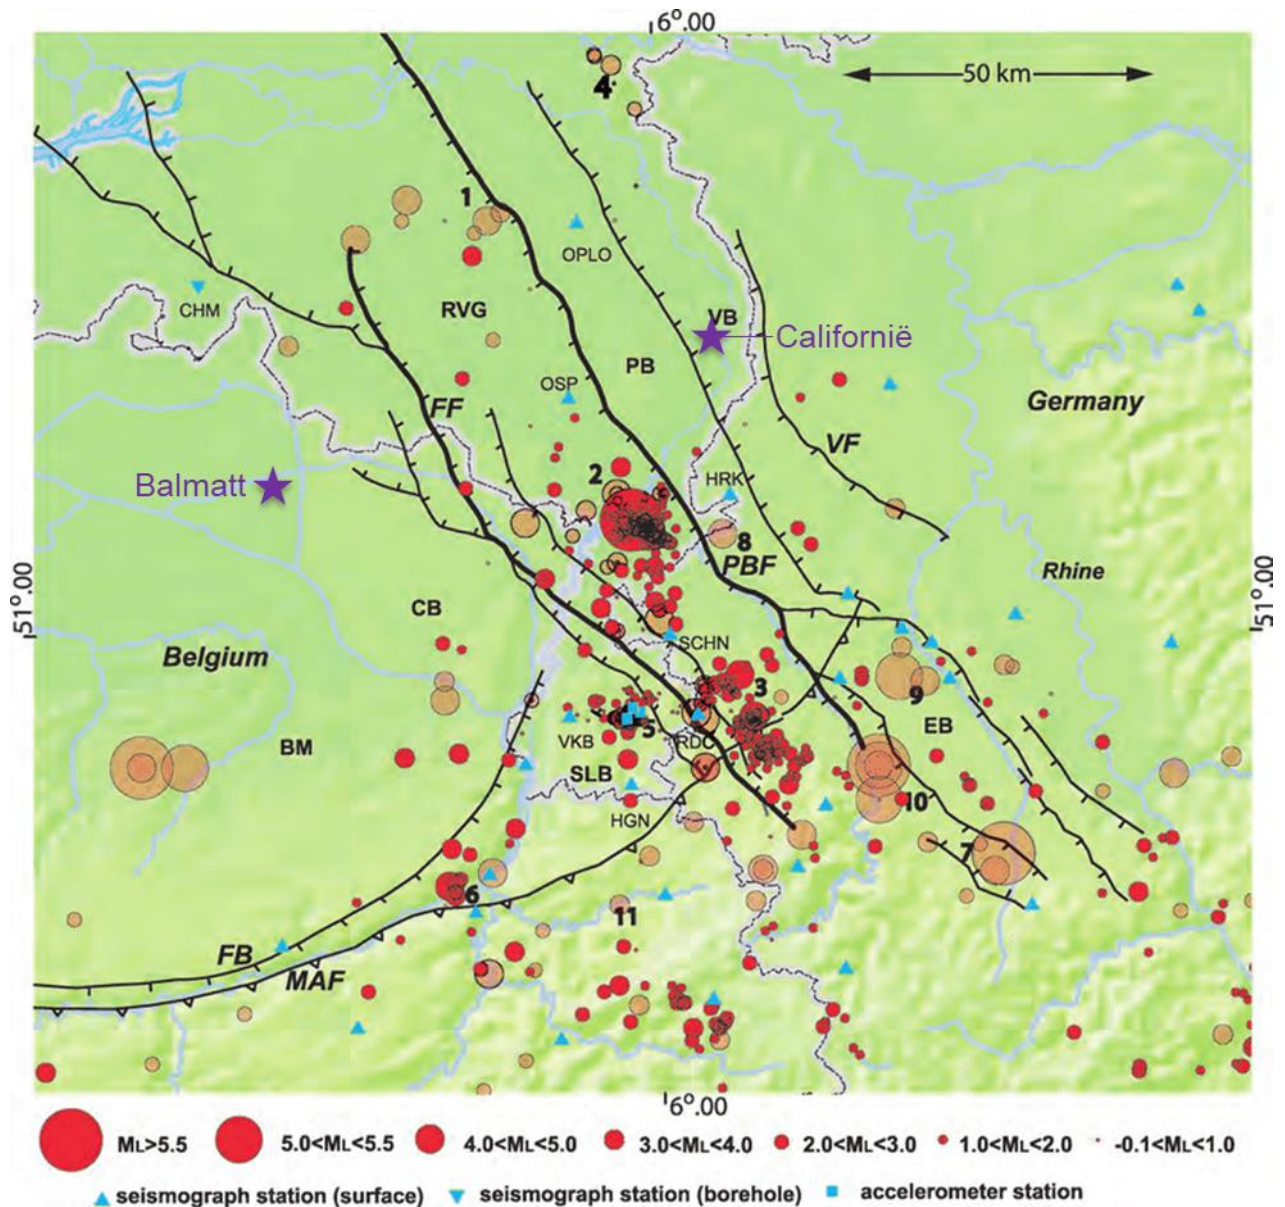 6°.00
50 km
4
1
OPLO
CHM
RVG
VB
Californië
PB
OSP
FF
Germany
VF
Balmatt
2
HRK
8
PBF
Rhine
51°.00
51°.00
CB
SCHN
Belgium
3
9
EB
BM
5
VKB
RDC
SLB
10
HGN
7
6
11
FB
MAF
6°.00
ML>5.5
5.0<ML<5.5
4.0<ML<5.0
3.0<ML<4.0
2.0<ML<3.0
1.0<ML<2.0
-0.1<ML<1.0
seismograph station (surface)
seismograph station (borehole)
accelerometer station